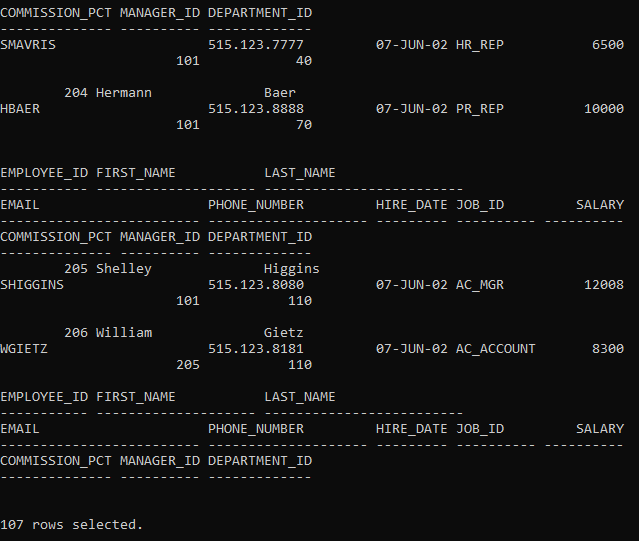 COMMISSION_PCT MANAGER_ID DEPARTMENT_ID
-------------- ---------- -------------
SMAVRIS                   515.123.7777         07-JUN-02 HR_REP           6500
                      101            40

        204 Hermann              Baer
HBAER                     515.123.8888         07-JUN-02 PR_REP          10000
                      101            70


EMPLOYEE_ID FIRST_NAME           LAST_NAME
----------- -------------------- -------------------------
EMAIL                     PHONE_NUMBER         HIRE_DATE JOB_ID         SALARY
------------------------- -------------------- --------- ---------- ----------
COMMISSION_PCT MANAGER_ID DEPARTMENT_ID
-------------- ---------- -------------
        205 Shelley              Higgins
SHIGGINS                  515.123.8080         07-JUN-02 AC_MGR          12008
                      101           110

        206 William              Gietz
WGIETZ                    515.123.8181         07-JUN-02 AC_ACCOUNT       8300
                      205           110

EMPLOYEE_ID FIRST_NAME           LAST_NAME
----------- -------------------- -------------------------
EMAIL                     PHONE_NUMBER         HIRE_DATE JOB_ID         SALARY
------------------------- -------------------- --------- ---------- ----------
COMMISSION_PCT MANAGER_ID DEPARTMENT_ID
-------------- ---------- -------------


107 rows selected.